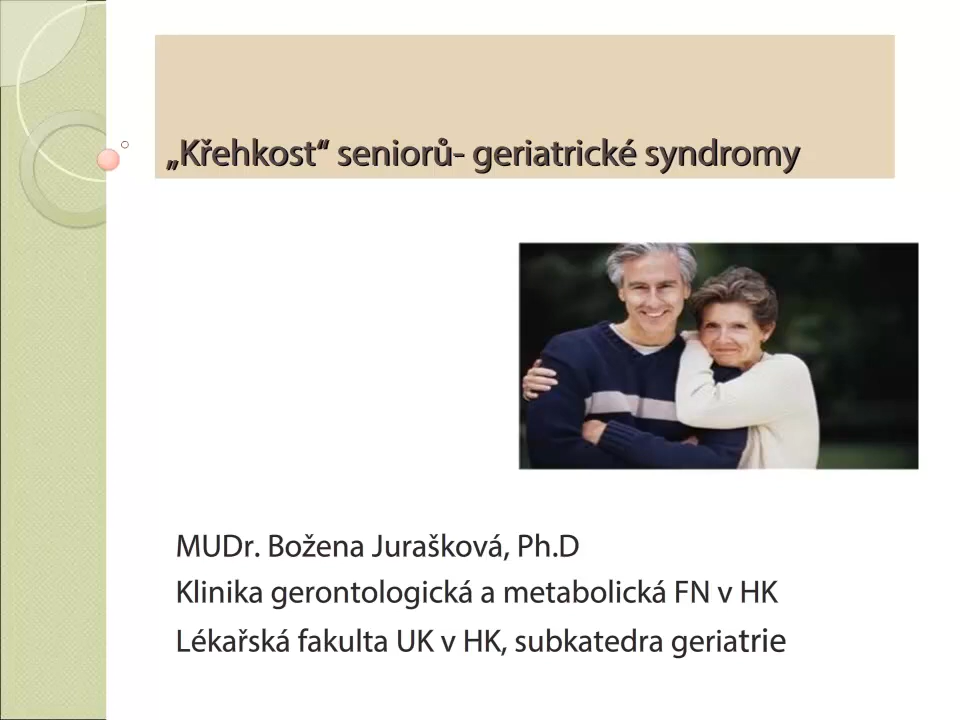 „Křehkost“ seniorů- geriatrické syndromy
MUDr. Božena Jurašková, Ph.D
Klinika gerontologická a metabolická FN v HK
Lékařská fakulta UK v HK, subkatedra geriatrie